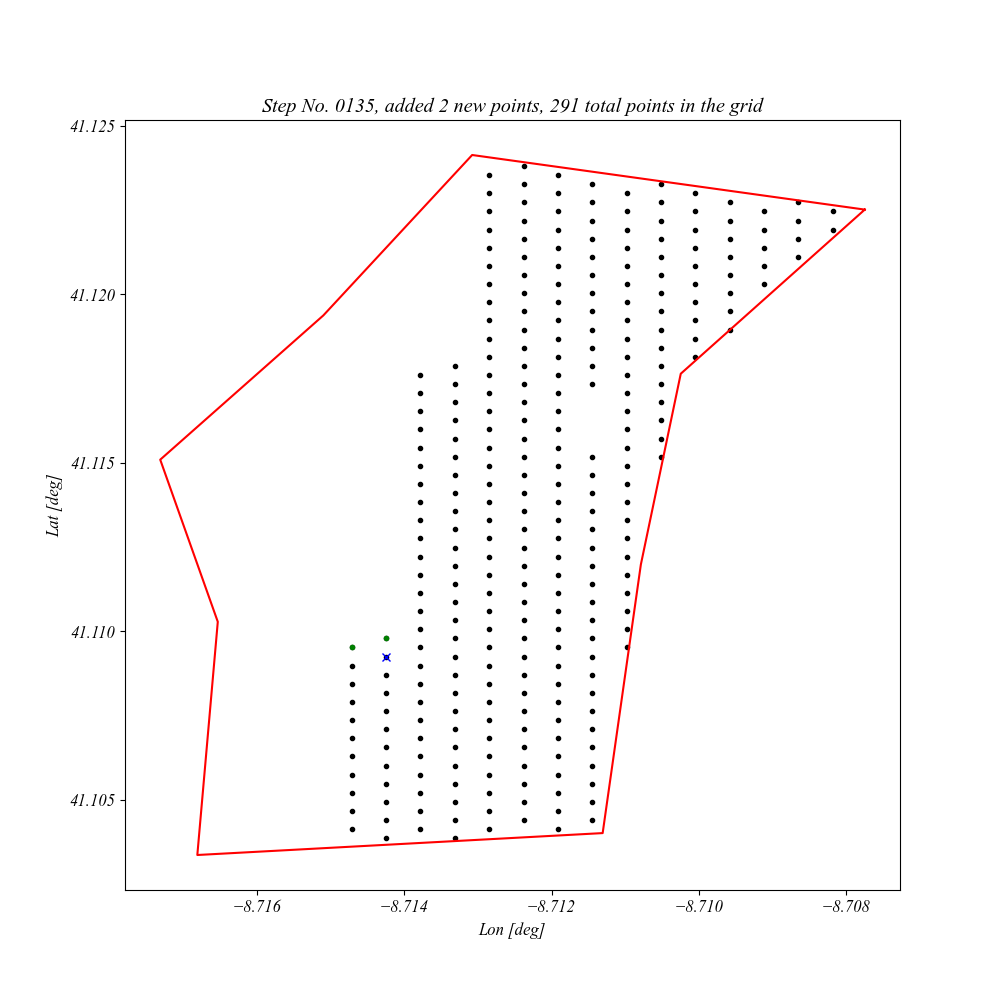 Step No. 0135, added 2 new points, 291 total points in the grid
41.125
41.120
41.115
41.110
41.105
Lat [deg]
−8.716 −8.714 −8.712 −8.710 −8.708
Lon [deg]